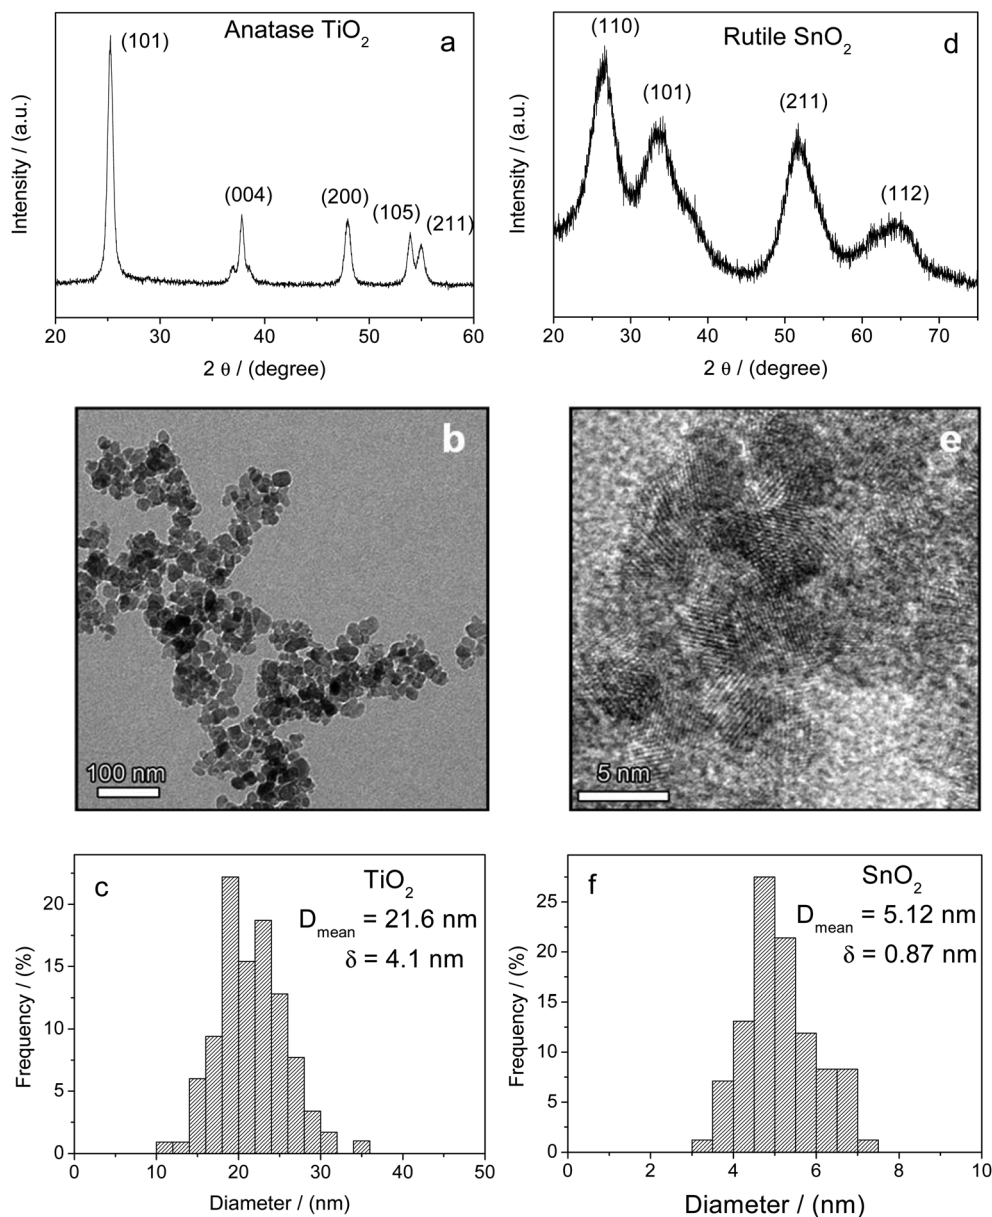 Anatase TiO₂
a
(101)
(004)
(200)
(105)
(211)
Intensity / (a.u.)
20 30 40 50 60
2 θ / (degree)
Rutile SnO₂
d
(110)
(101)
(211)
(112)
Intensity / (a.u.)
20 30 40 50 60 70
2 θ / (degree)
b
100 nm
e
5 nm
c
TiO₂
Dmean = 21.6 nm
δ = 4.1 nm
Frequency / (%)
20
15
10
5
0
0 10 20 30 40 50
Diameter / (nm)
f
SnO₂
Dmean = 5.12 nm
δ = 0.87 nm
Frequency / (%)
25
20
15
10
5
0
0 2 4 6 8 10
Diameter / (nm)